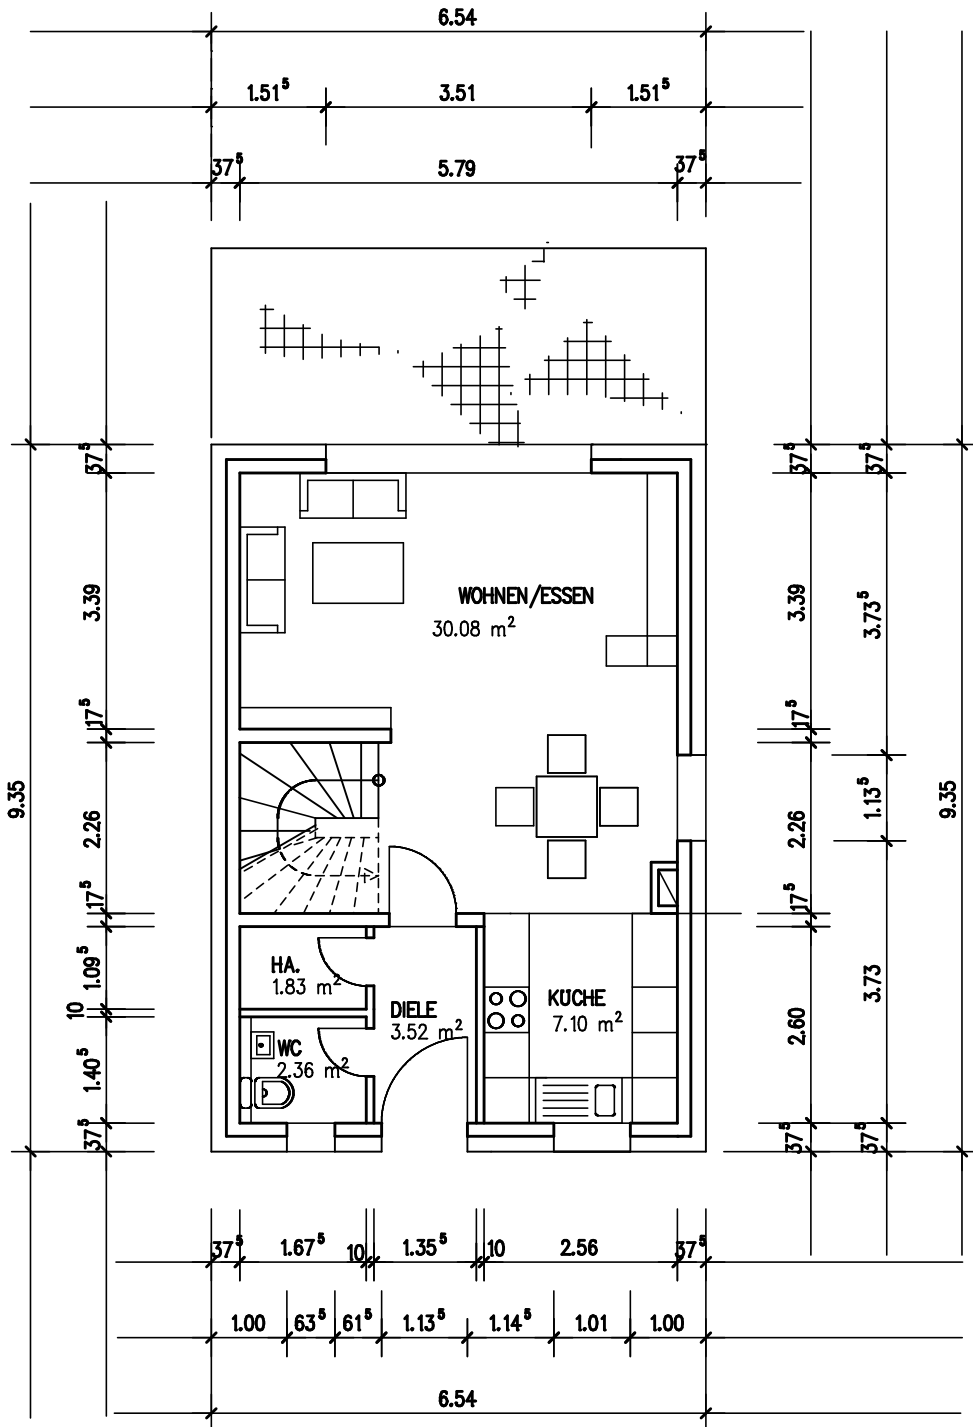 6.54
1.51⁵ 3.51 1.51⁵
37⁵ 5.79 37⁵
37⁵ 37⁵ 37⁵
3.39 WOHNEN/ESSEN 3.39 3.73⁵
30.08 m²
17⁵ 17⁵
9.35 2.26 2.26 1.13⁵ 9.35
17⁵ 17⁵
1.09⁵ HA. 3.73
1.83 m²
10 DIELE KÜCHE
3.52 m² 7.10 m² 2.60
1.40⁵ WC
2.36 m²
37⁵ 37⁵ 37⁵
37⁵ 1.67⁵ 10 1.35⁵ 10 2.56 37⁵
1.00 63⁵ 61⁵ 1.13⁵ 1.14⁵ 1.01 1.00
6.54